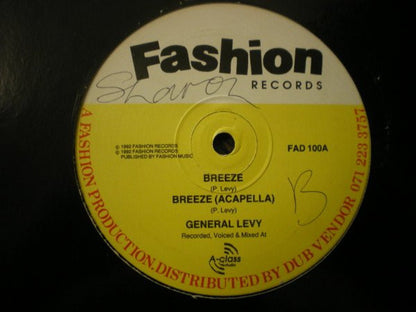 Fashion
RECORDS
Sharon
℗ 1992 FASHION RECORDS
© 1992 FASHION RECORDS
PUBLISHED BY FASHION MUSIC
FAD 100A
BREEZE
(P. Levy)
BREEZE (ACAPELLA)
(P. Levy)
B
GENERAL LEVY
Recorded, Voiced & Mixed At
A-class
A FASHION PRODUCTION. DISTRIBUTED BY DUB VENDOR 071 223 3757